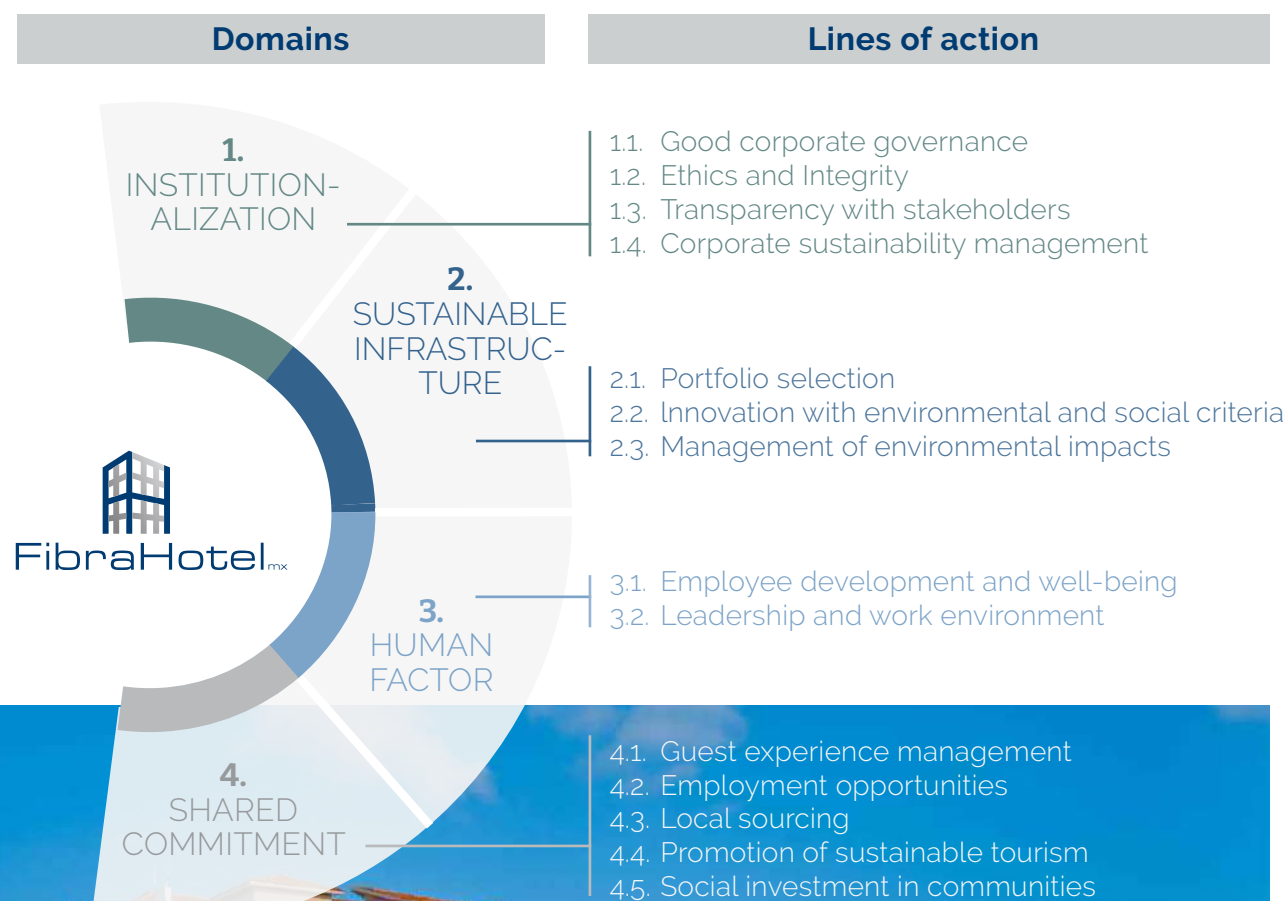 Domains
Lines of action
1.
INSTITUTION-
ALIZATION
1.1. Good corporate governance
1.2. Ethics and Integrity
1.3. Transparency with stakeholders
1.4. Corporate sustainability management
2.
SUSTAINABLE
INFRASTRUC-
TURE
2.1. Portfolio selection
2.2. Innovation with environmental and social criteria
2.3. Management of environmental impacts
FibraHotel mx
3.
HUMAN
FACTOR
3.1. Employee development and well-being
3.2. Leadership and work environment
4.
SHARED
COMMITMENT
4.1. Guest experience management
4.2. Employment opportunities
4.3. Local sourcing
4.4. Promotion of sustainable tourism
4.5. Social investment in communities